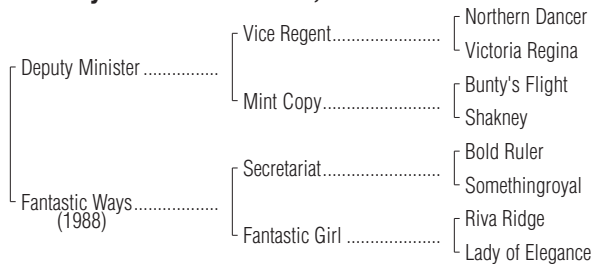 Northern Dancer
Vice Regent....................
Victoria Regina
Deputy Minister ...............
Bunty's Flight
Mint Copy......................
Shakney
Bold Ruler
Secretariat.....................
Somethingroyal
Fantastic Ways.................
(1988)
Riva Ridge
Fantastic Girl .................
Lady of Elegance